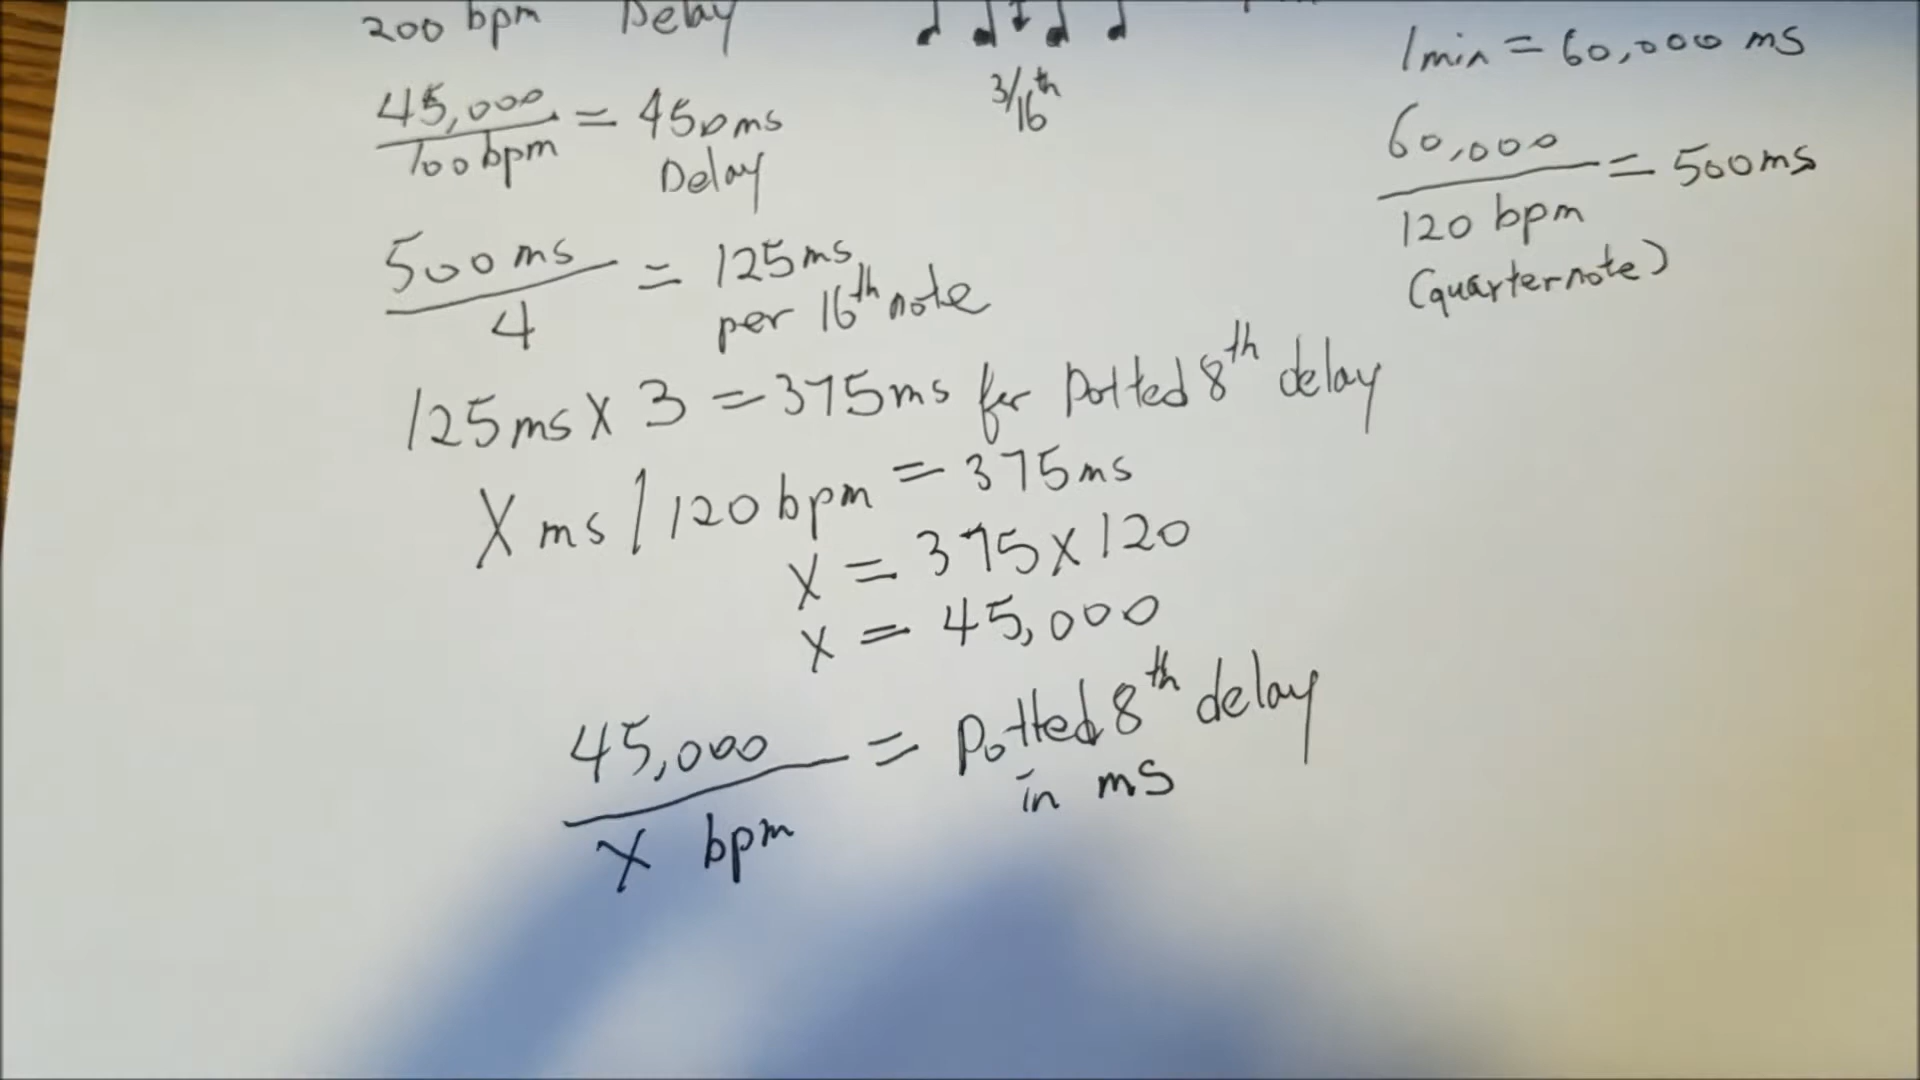 200 bpm Delay
45,000 / 100 bpm = 450ms
Delay
3/16th
1min = 60,000 ms
60,000 / 120 bpm = 500ms
(quarternote)
500 ms / 4 = 125ms
per 16th note
125ms X 3 = 375ms for Dotted 8th delay
X ms / 120 bpm = 375ms
X = 375 X 120
X = 45,000
45,000 / X bpm = Dotted 8th delay
in ms